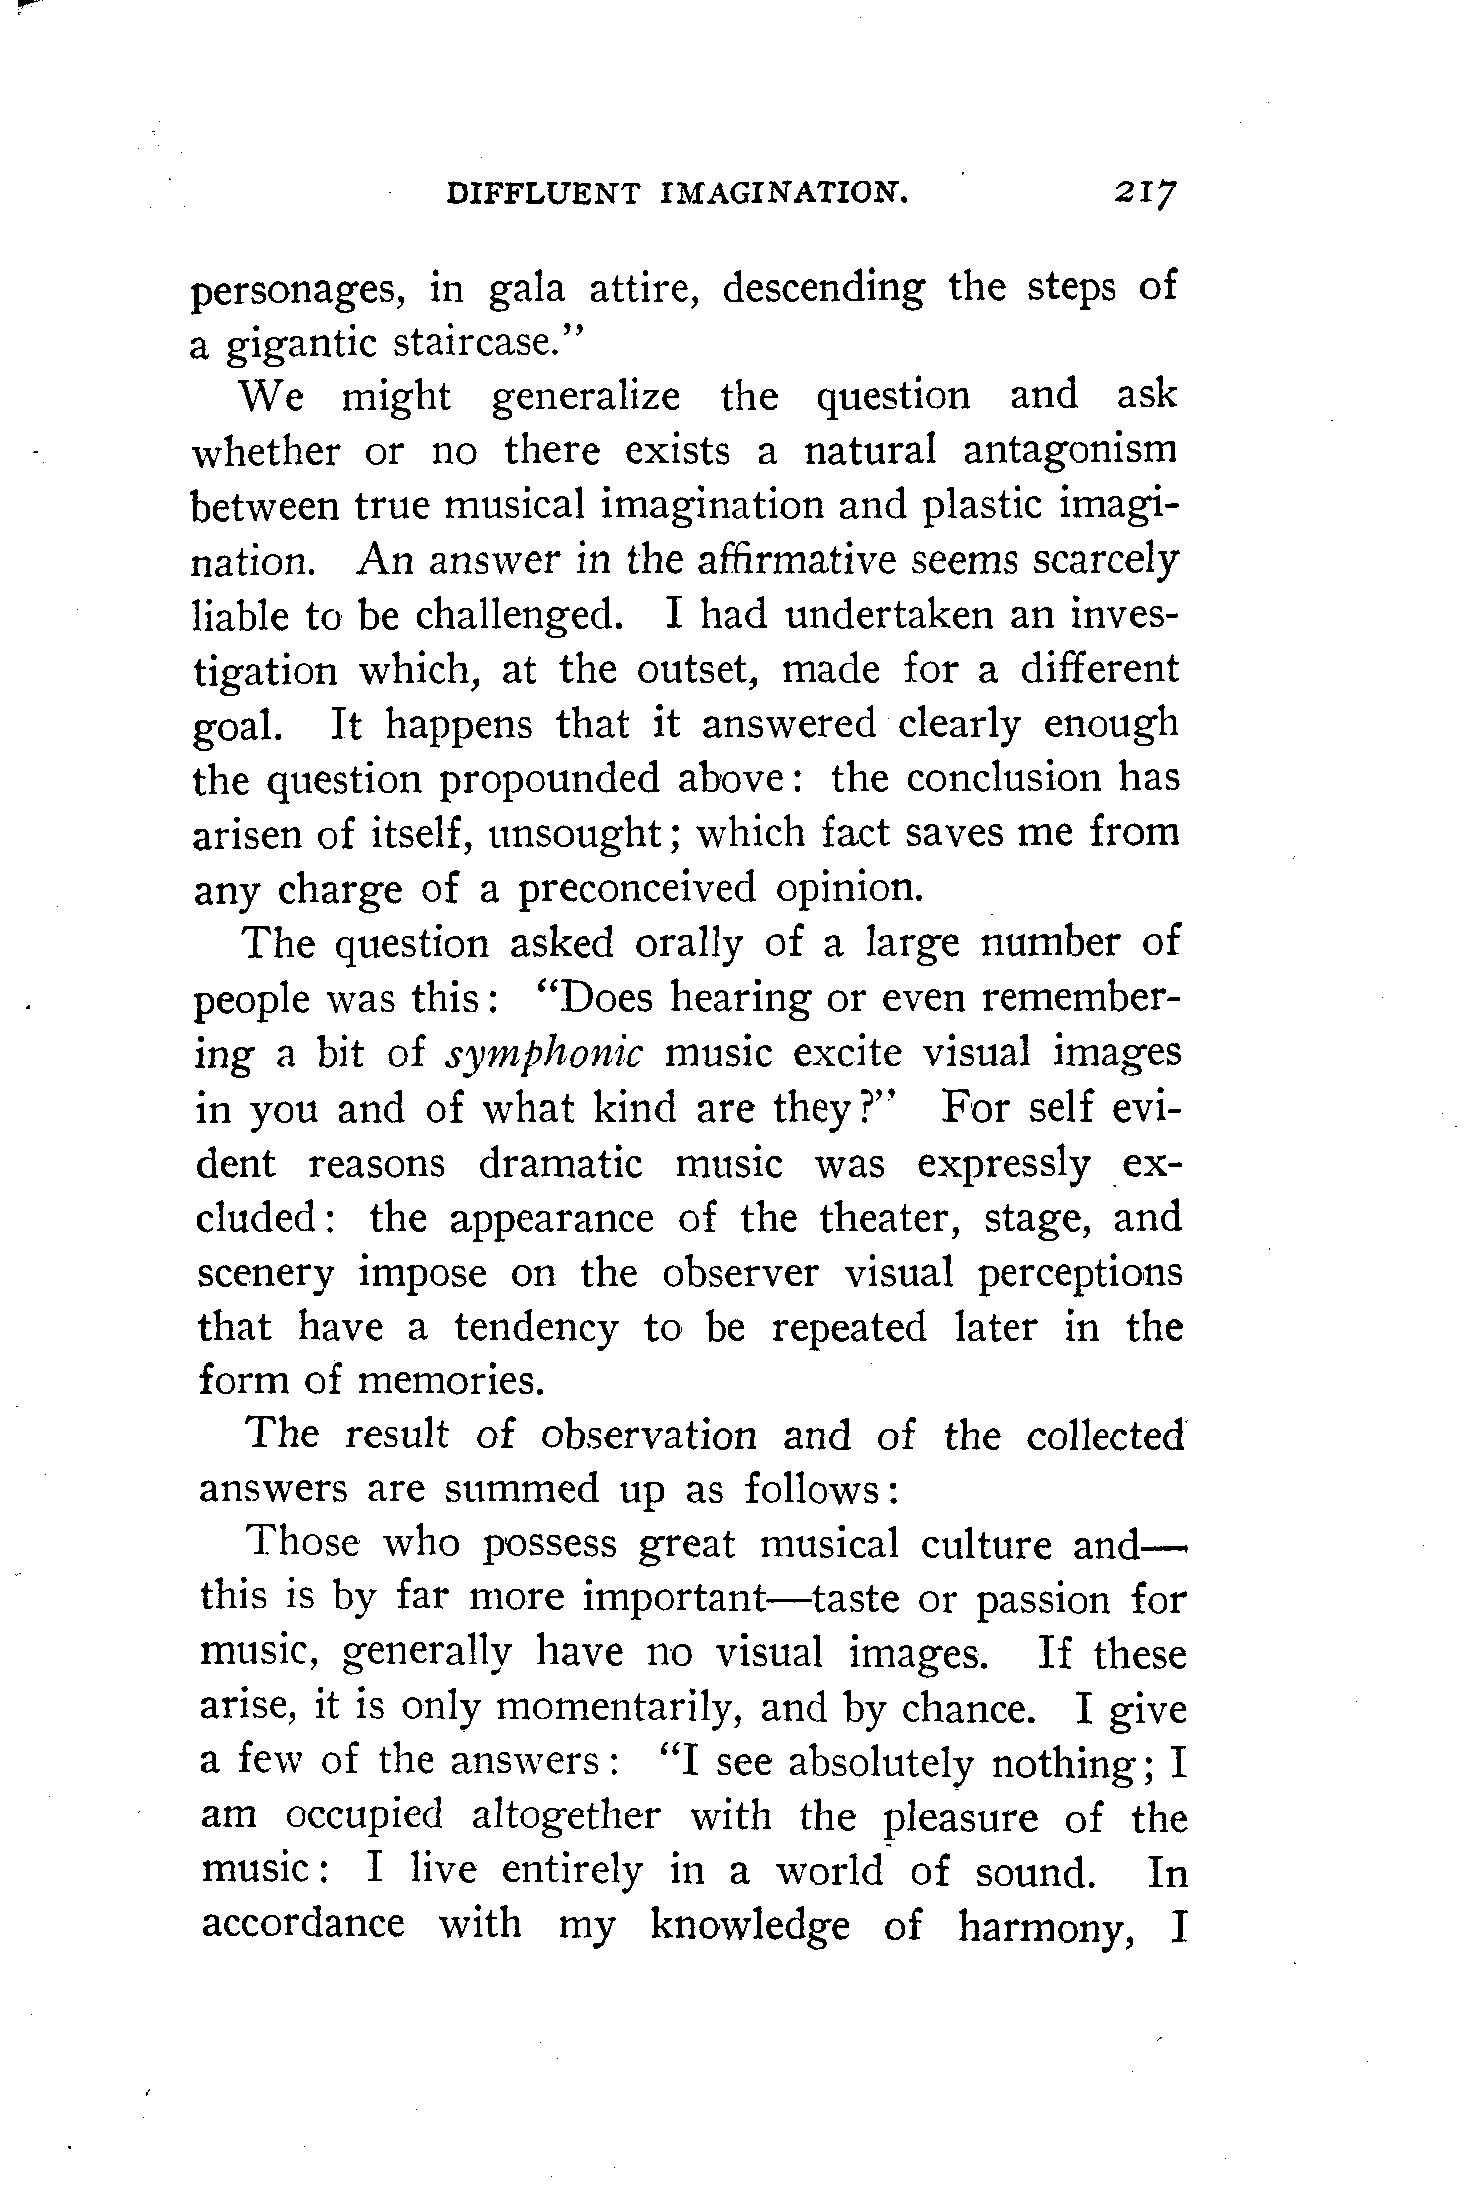 DIFFLUENT IMAGINATION. 217
personages, in gala attire, descending the steps of
a gigantic staircase."
We might generalize the question and ask
whether or no there exists a natural antagonism
between true musical imagination and plastic imagi-
nation. An answer in the affirmative seems scarcely
liable to be challenged. I had undertaken an inves-
tigation which, at the outset, made for a different
goal. It happens that it answered clearly enough
the question propounded above: the conclusion has
arisen of itself, unsought; which fact saves me from
any charge of a preconceived opinion.
The question asked orally of a large number of
people was this: "Does hearing or even remember-
ing a bit of symphonic music excite visual images
in you and of what kind are they?" For self evi-
dent reasons dramatic music was expressly ex-
cluded: the appearance of the theater, stage, and
scenery impose on the observer visual perceptions
that have a tendency to be repeated later in the
form of memories.
The result of observation and of the collected
answers are summed up as follows:
Those who possess great musical culture and—
this is by far more important—taste or passion for
music, generally have no visual images. If these
arise, it is only momentarily, and by chance. I give
a few of the answers: "I see absolutely nothing; I
am occupied altogether with the pleasure of the
music: I live entirely in a world of sound. In
accordance with my knowledge of harmony, I